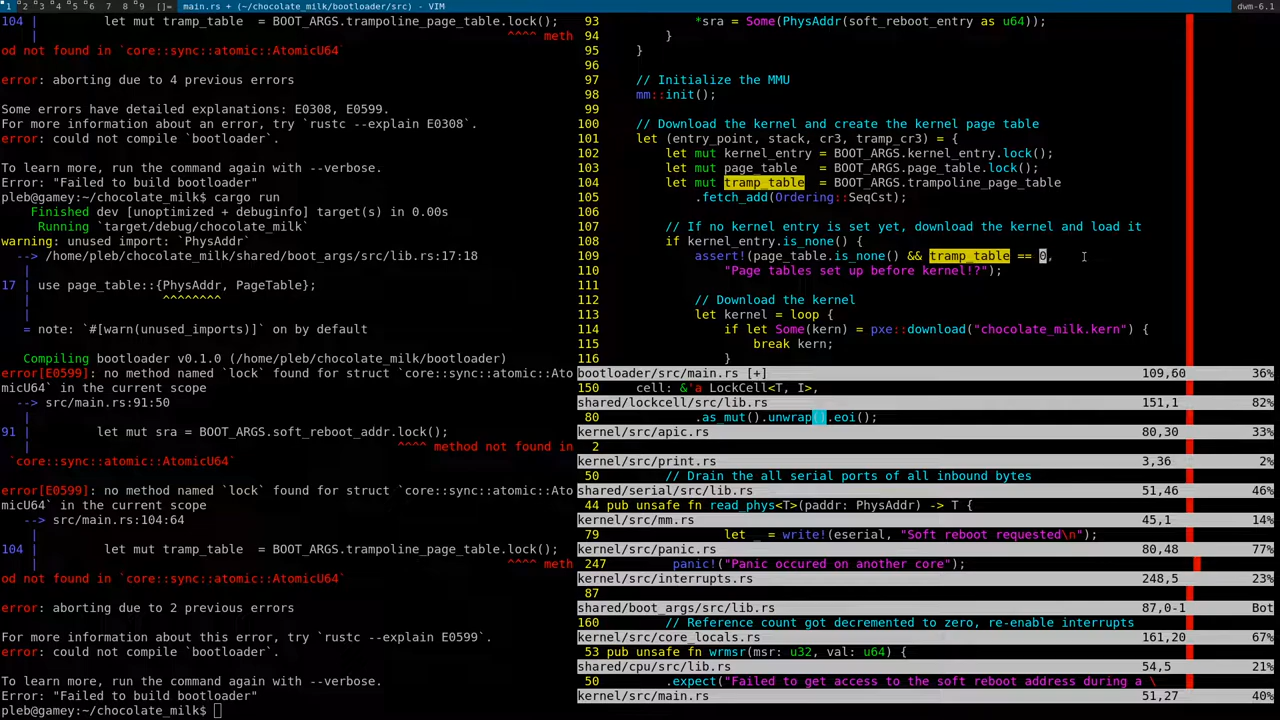 1 2 3 4 5 6 7 8 9 []= main.rs + (~/chocolate_milk/bootloader/src) - VIM dwm-6.1
104 | let mut tramp_table = BOOT_ARGS.trampoline_page_table.lock();
| ^^^^ meth
od not found in `core::sync::atomic::AtomicU64`
error: aborting due to 4 previous errors
Some errors have detailed explanations: E0308, E0599.
For more information about an error, try `rustc --explain E0308`.
error: could not compile `bootloader`.
To learn more, run the command again with --verbose.
Error: "Failed to build bootloader"
pleb@gamey:~/chocolate_milk$ cargo run
Finished dev [unoptimized + debuginfo] target(s) in 0.00s
Running `target/debug/chocolate_milk`
warning: unused import: `PhysAddr`
--> /home/pleb/chocolate_milk/shared/boot_args/src/lib.rs:17:18
|
17 | use page_table::{PhysAddr, PageTable};
| ^^^^^^^^
|
= note: `#[warn(unused_imports)]` on by default
Compiling bootloader v0.1.0 (/home/pleb/chocolate_milk/bootloader)
error[E0599]: no method named `lock` found for struct `core::sync::atomic::Ato
micU64` in the current scope
--> src/main.rs:91:50
|
91 | let mut sra = BOOT_ARGS.soft_reboot_addr.lock();
| ^^^^ method not found in
`core::sync::atomic::AtomicU64`
error[E0599]: no method named `lock` found for struct `core::sync::atomic::Ato
micU64` in the current scope
--> src/main.rs:104:64
|
104 | let mut tramp_table = BOOT_ARGS.trampoline_page_table.lock();
| ^^^^ meth
od not found in `core::sync::atomic::AtomicU64`
error: aborting due to 2 previous errors
For more information about this error, try `rustc --explain E0599`.
error: could not compile `bootloader`.
To learn more, run the command again with --verbose.
Error: "Failed to build bootloader"
pleb@gamey:~/chocolate_milk$
93 *sra = Some(PhysAddr(soft_reboot_entry as u64));
94 }
95 }
96
97 // Initialize the MMU
98 mm::init();
99
100 // Download the kernel and create the kernel page table
101 let (entry_point, stack, cr3, tramp_cr3) = {
102 let mut kernel_entry = BOOT_ARGS.kernel_entry.lock();
103 let mut page_table = BOOT_ARGS.page_table.lock();
104 let mut tramp_table = BOOT_ARGS.trampoline_page_table
105 .fetch_add(Ordering::SeqCst);
106
107 // If no kernel entry is set yet, download the kernel and load it
108 if kernel_entry.is_none() {
109 assert!(page_table.is_none() && tramp_table == 0,
110 "Page tables set up before kernel!?");
111
112 // Download the kernel
113 let kernel = loop {
114 if let Some(kern) = pxe::download("chocolate_milk.kern") {
115 break kern;
116 }
bootloader/src/main.rs [+] 109,60 36%
150 cell: &'a LockCell<T, I>,
shared/lockcell/src/lib.rs 151,1 82%
80 .as_mut().unwrap().eoi();
kernel/src/apic.rs 80,30 33%
2
kernel/src/print.rs 3,36 2%
50 // Drain the all serial ports of all inbound bytes
shared/serial/src/lib.rs 51,46 46%
44 pub unsafe fn read_phys<T>(paddr: PhysAddr) -> T {
kernel/src/mm.rs 45,1 14%
79 let _ = write!(eserial, "Soft reboot requested\n");
kernel/src/panic.rs 80,48 77%
247 panic!("Panic occured on another core");
kernel/src/interrupts.rs 248,5 23%
87
shared/boot_args/src/lib.rs 87,0-1 Bot
160 // Reference count got decremented to zero, re-enable interrupts
kernel/src/core_locals.rs 161,20 67%
53 pub unsafe fn wrmsr(msr: u32, val: u64) {
shared/cpu/src/lib.rs 54,5 21%
50 .expect("Failed to get access to the soft reboot address during a \
kernel/src/main.rs 51,27 40%